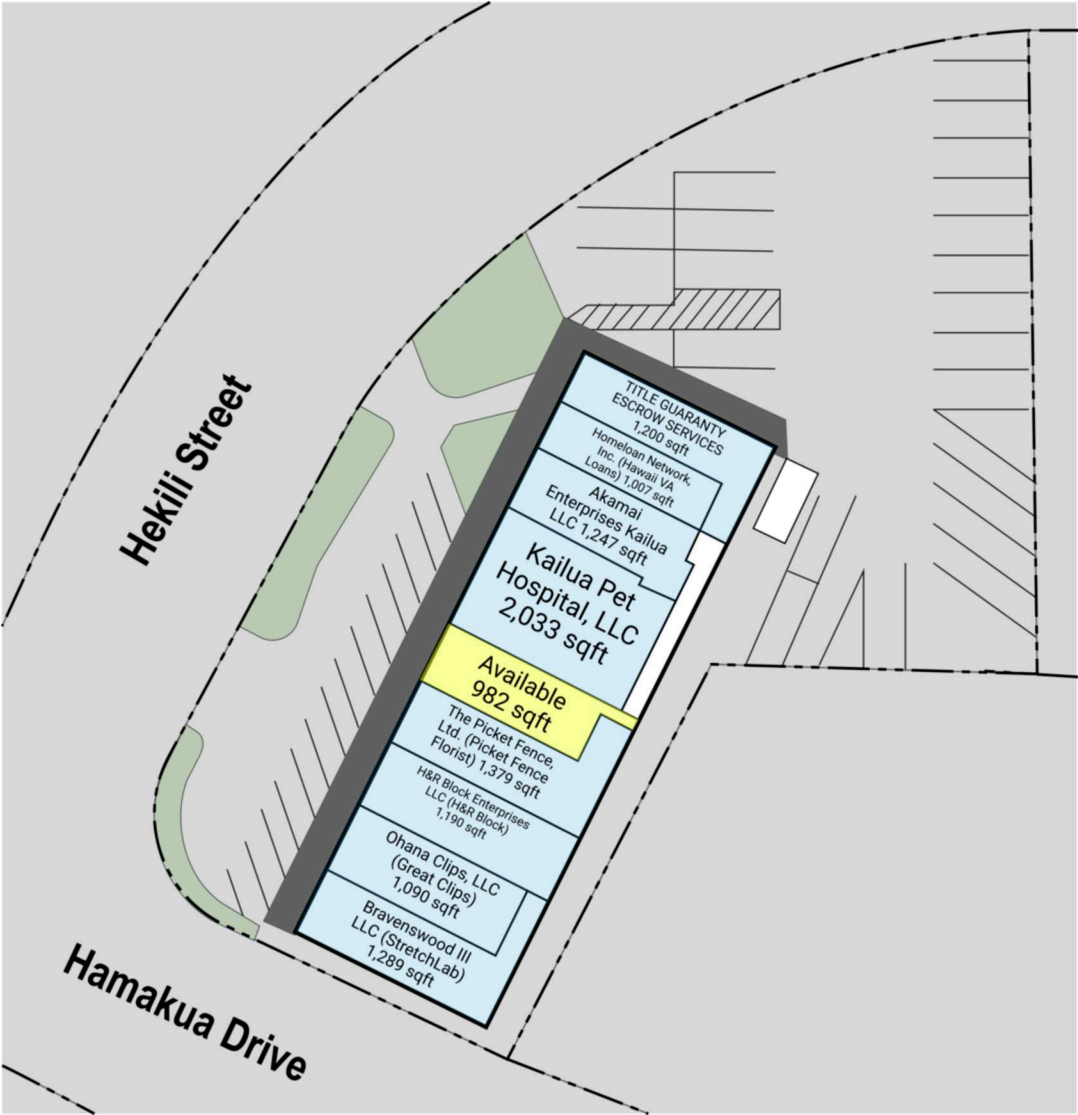 Hekili Street
TITLE GUARANTY
ESCROW SERVICES
1,200 sqft
Homeloan Network,
Inc. (Hawaii VA
Loans) 1,007 sqft
Akamai
Enterprises Kailua
LLC 1,247 sqft
Kailua Pet
Hospital, LLC
2,033 sqft
Available
982 sqft
The Picket Fence,
Ltd. (Picket Fence
Florist) 1,379 sqft
H&R Block Enterprises
LLC (H&R Block)
1,190 sqft
Ohana Clips, LLC
(Great Clips)
1,090 sqft
Bravenswood III
LLC (StretchLab)
1,289 sqft
Hamakua Drive